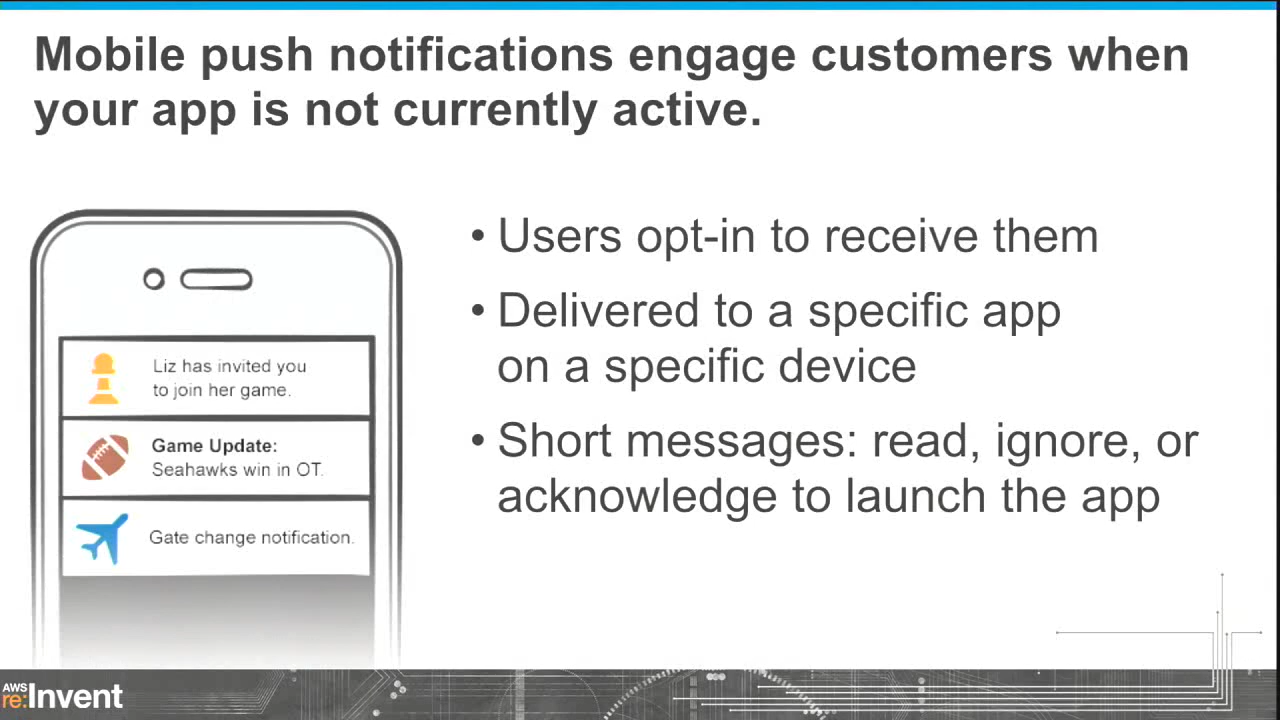 Mobile push notifications engage customers when
your app is not currently active.
Liz has invited you
to join her game.
Game Update:
Seahawks win in OT.
Gate change notification.
• Users opt-in to receive them
• Delivered to a specific app
on a specific device
• Short messages: read, ignore, or
acknowledge to launch the app
AWS
re:Invent